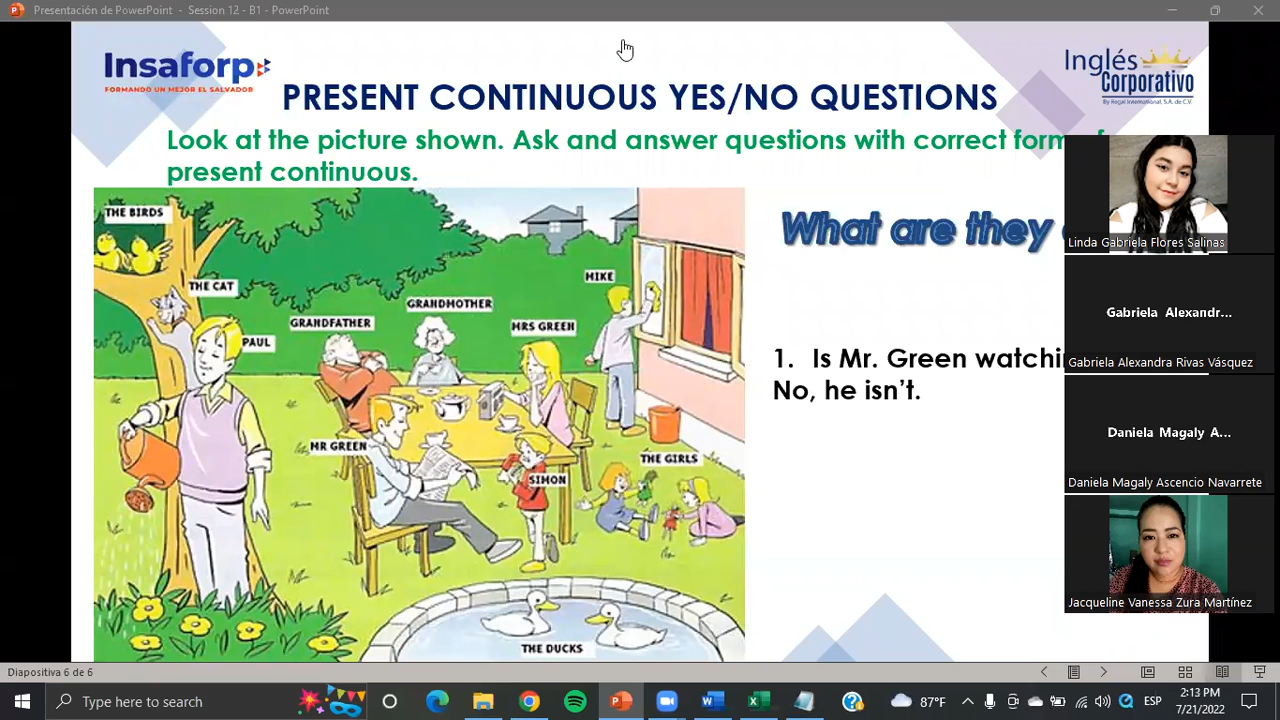 Presentación de PowerPoint - Session 12 - B1 - PowerPoint
Insaforp
FORMANDO UN MEJOR EL SALVADOR
Inglés
Corporativo
By Regal International, S.A. de C.V.
PRESENT CONTINUOUS YES/NO QUESTIONS
Look at the picture shown. Ask and answer questions with correct form of
present continuous.
THE BIRDS
THE CAT
PAUL
GRANDFATHER
GRANDMOTHER
MRS GREEN
MIKE
MR GREEN
SIMON
THE GIRLS
THE DUCKS
What are they
1. Is Mr. Green
No, he isn't.
Linda Gabriela Flores Salinas
Gabriela Alexandr...
Gabriela Alexandra Rivas Vásquez
Daniela Magaly A...
Daniela Magaly Ascencio Navarrete
Jacqueline Vanessa Zura Martínez
Diapositiva 6 de 6
Type here to search
87°F
ESP
2:13 PM
7/21/2022